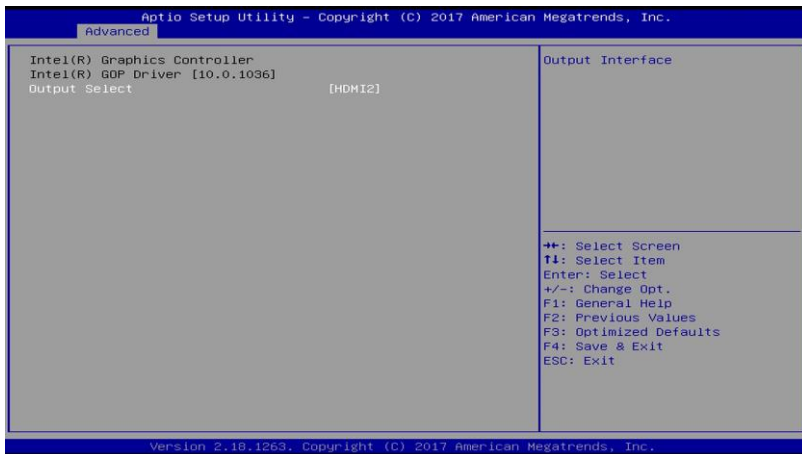 Aptio Setup Utility – Copyright (C) 2017 American Megatrends, Inc.
Advanced
Intel(R) Graphics Controller
Intel(R) GOP Driver [10.0.1036]
Output Select [HDMI2]
Output Interface
→←: Select Screen
↑↓: Select Item
Enter: Select
+/-: Change Opt.
F1: General Help
F2: Previous Values
F3: Optimized Defaults
F4: Save & Exit
ESC: Exit
Version 2.18.1263. Copyright (C) 2017 American Megatrends, Inc.